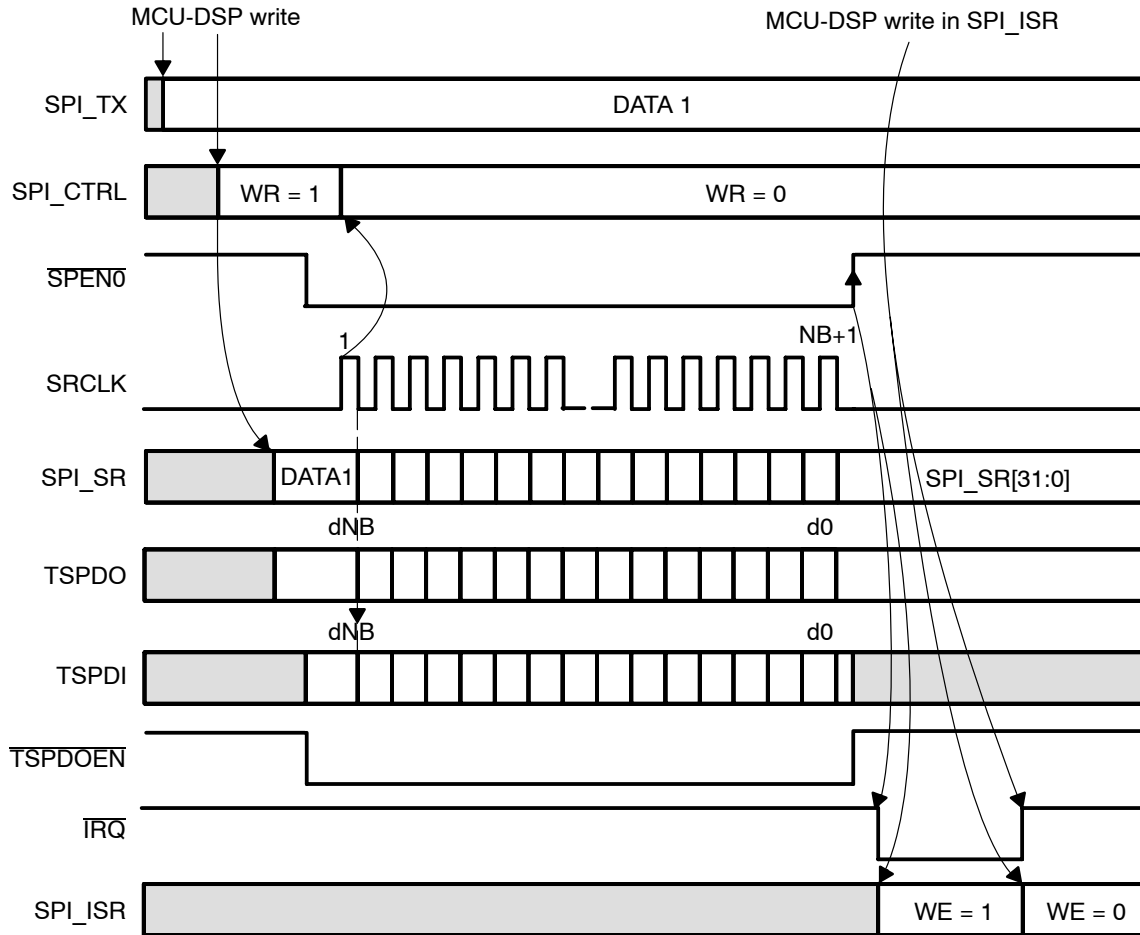 MCU-DSP write
MCU-DSP write in SPI_ISR
SPI_TX
DATA 1
SPI_CTRL
WR = 1
WR = 0
SPEN0
1
NB+1
SRCLK
SPI_SR
DATA1
SPI_SR[31:0]
dNB
d0
TSPDO
dNB
d0
TSPDI
TSPDOEN
IRQ
SPI_ISR
WE = 1
WE = 0